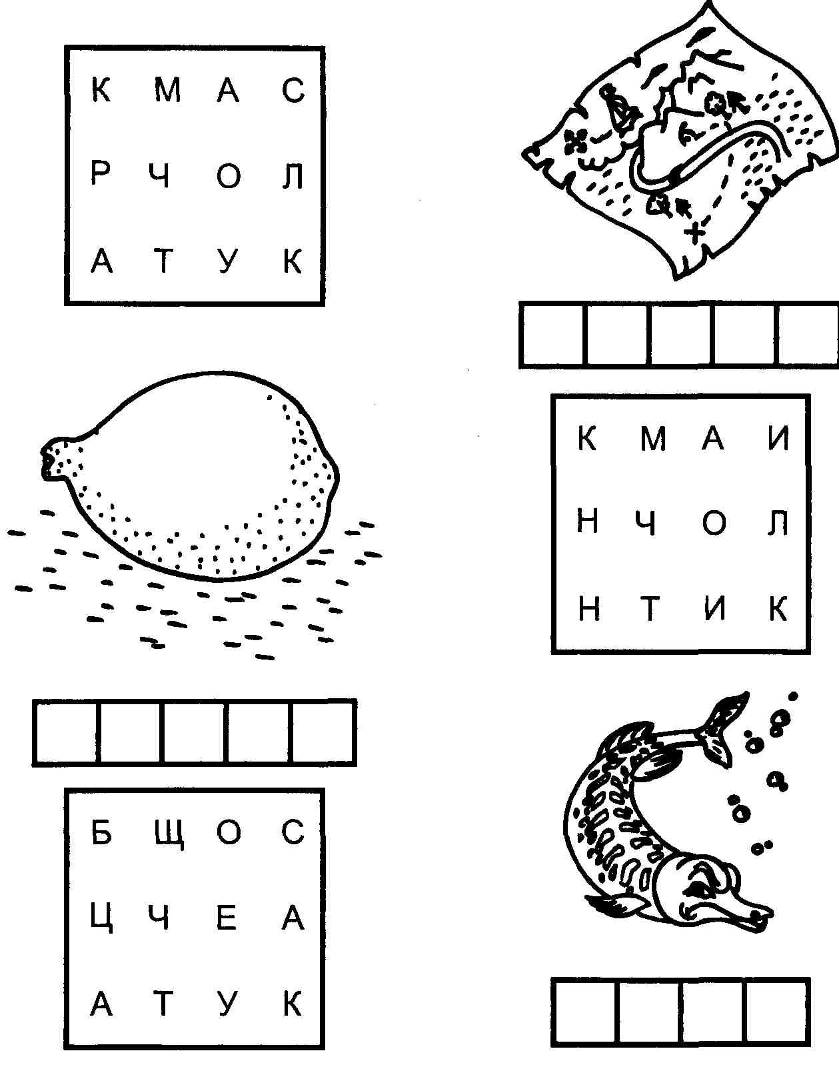 К М А С
Р Ч О Л
А Т У К
К М А И
Н Ч О Л
Н Т И К
Б Щ О С
Ц Ч Е А
А Т У К